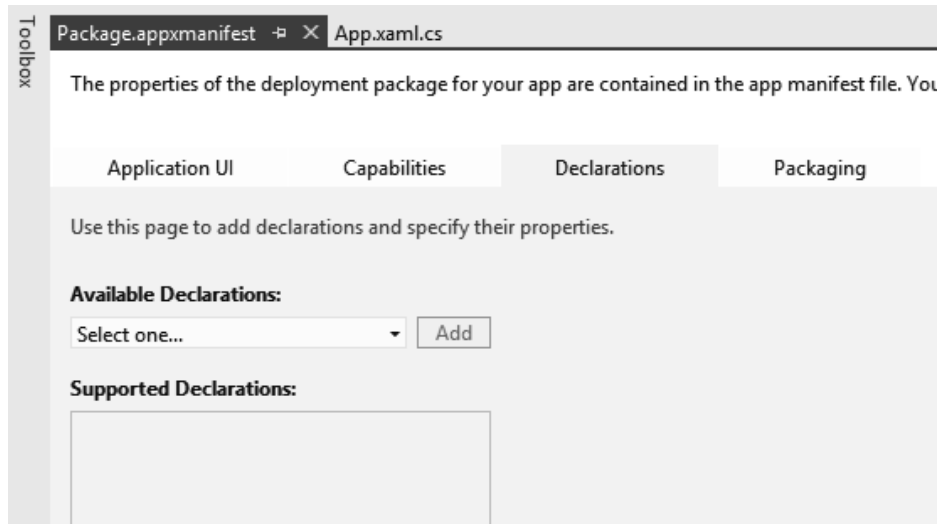 Toolbox
Package.appxmanifest App.xaml.cs
The properties of the deployment package for your app are contained in the app manifest file. You
Application UI Capabilities Declarations Packaging
Use this page to add declarations and specify their properties.
Available Declarations:
Select one... Add
Supported Declarations: